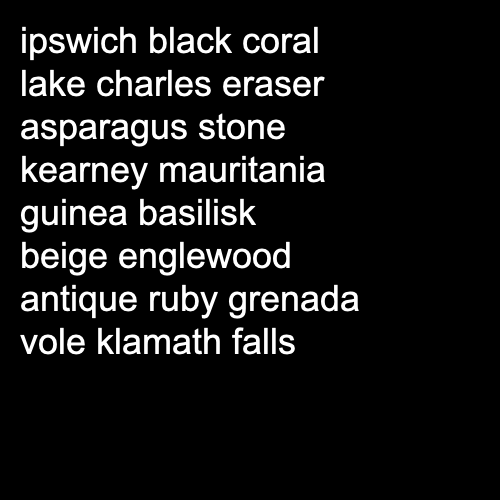 ipswich black coral
lake charles eraser
asparagus stone
kearney mauritania
guinea basilisk
beige englewood
antique ruby grenada
vole klamath falls